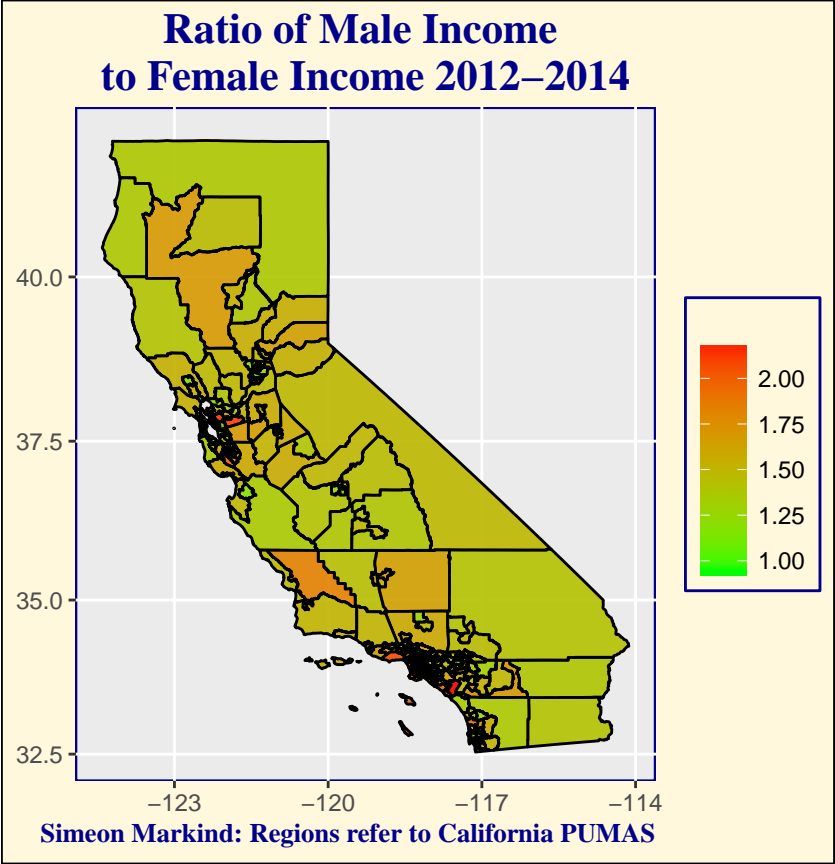 Ratio of Male Income
to Female Income 2012−2014
40.0
37.5
35.0
32.5
2.00
1.75
1.50
1.25
1.00
−123 −120 −117 −114
Simeon Markind: Regions refer to California PUMAS